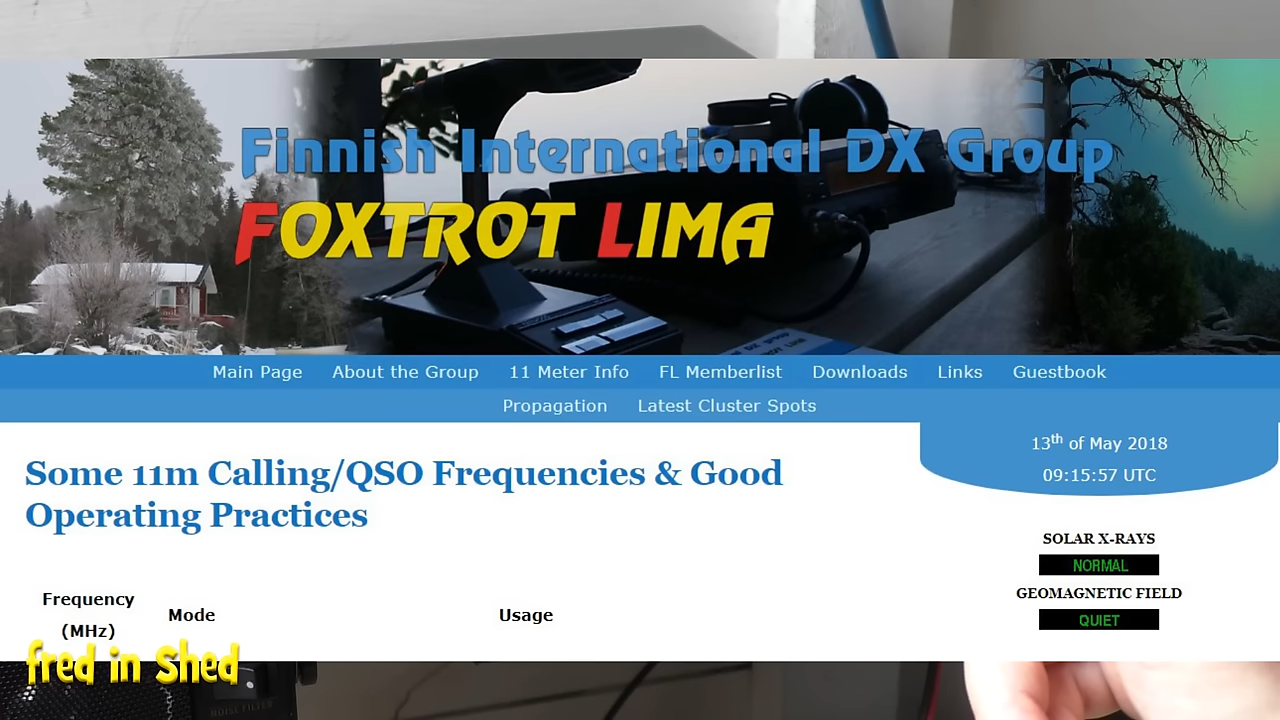 Finnish International DX Group
FOXTROT LIMA
Main Page About the Group 11 Meter Info FL Memberlist Downloads Links Guestbook
Propagation Latest Cluster Spots
13th of May 2018
09:15:57 UTC
Some 11m Calling/QSO Frequencies & Good
Operating Practices
SOLAR X-RAYS
NORMAL
GEOMAGNETIC FIELD
QUIET
Frequency
(MHz)
Mode
Usage
fred in Shed
NOISE FILTER